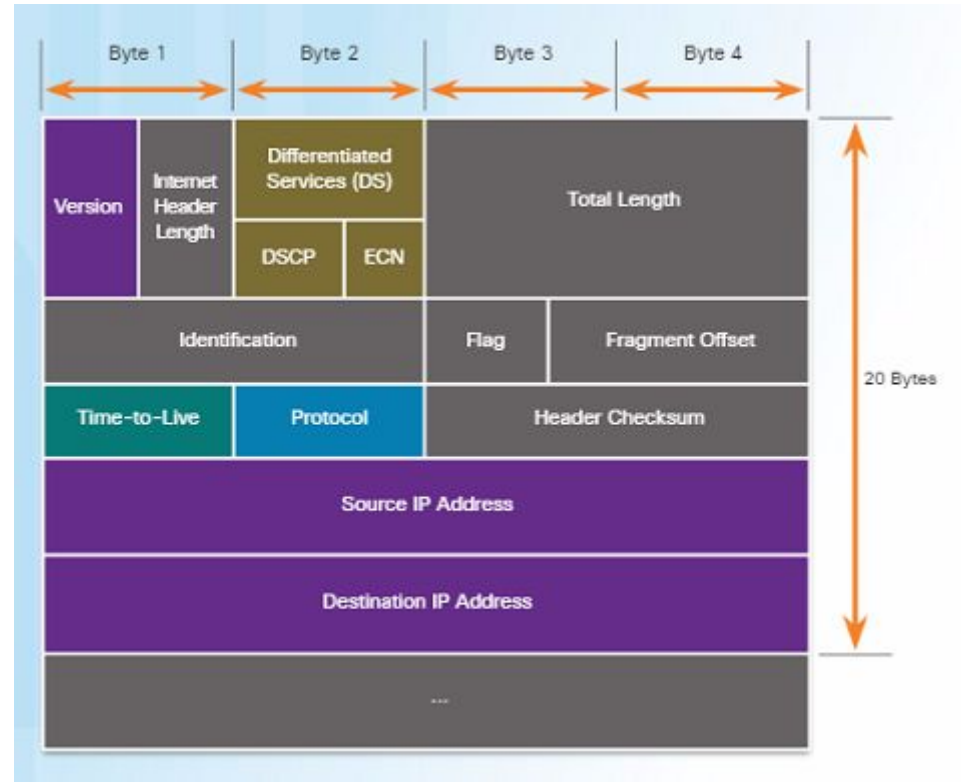 Byte 1 Byte 2 Byte 3 Byte 4
Version
Internet
Header
Length
Differentiated
Services (DS)
DSCP ECN
Total Length
Identification Flag Fragment Offset
20 Bytes
Time-to-Live Protocol Header Checksum
Source IP Address
Destination IP Address
...